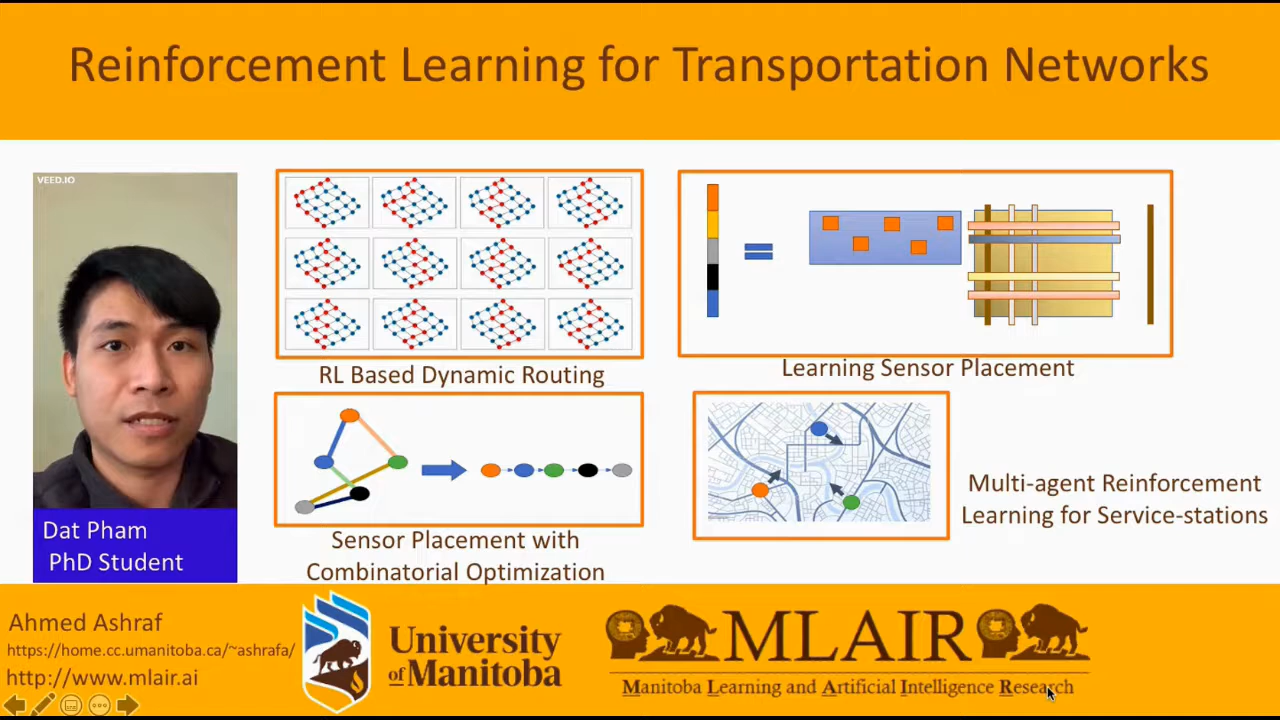 Reinforcement Learning for Transportation Networks
VEED.IO
RL Based Dynamic Routing
Learning Sensor Placement
Sensor Placement with
Combinatorial Optimization
Multi-agent Reinforcement
Learning for Service-stations
Dat Pham
PhD Student
Ahmed Ashraf
https://home.cc.umanitoba.ca/~ashrafa/
http://www.mlair.ai
University
of Manitoba
MLAIR
Manitoba Learning and Artificial Intelligence Research